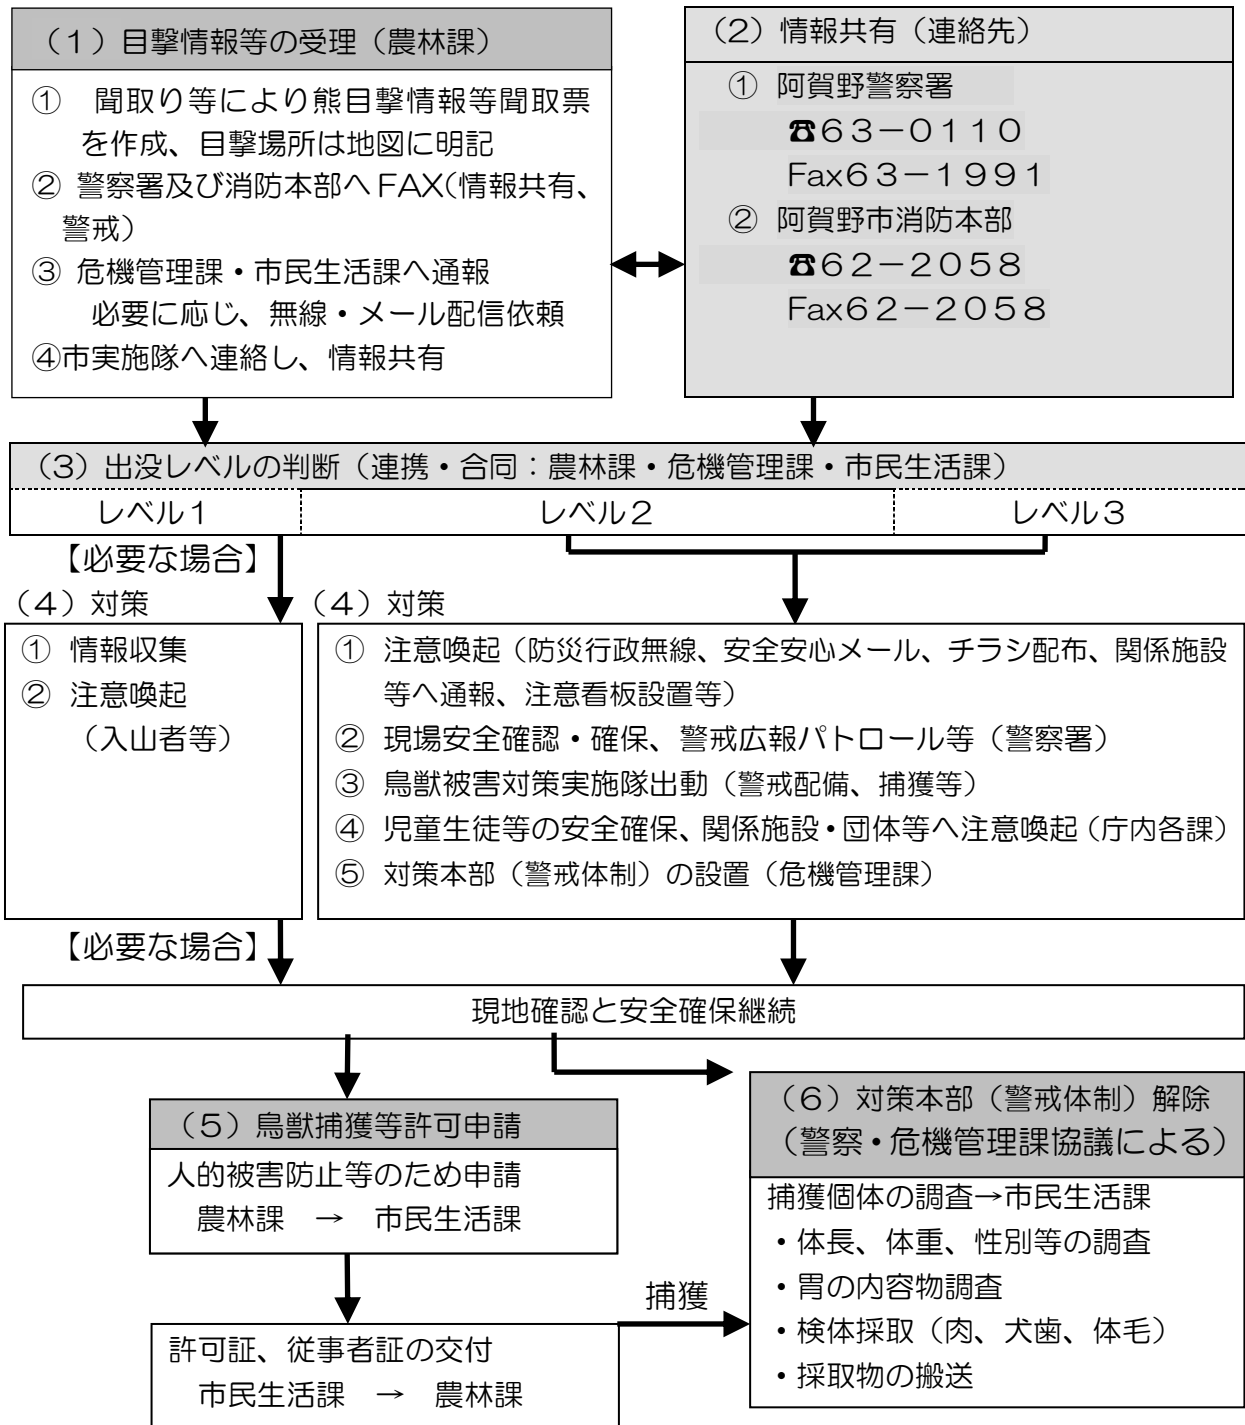 （１）目撃情報等の受理（農林課）
①　聞取り等により熊目撃情報等聞取票
を作成、目撃場所は地図に明記
② 警察署及び消防本部へFAX（情報共有、
警戒）
③ 危機管理課・市民生活課へ通報
必要に応じ、無線・メール配信依頼
④市実施隊へ連絡し、情報共有
（２）情報共有（連絡先）
① 阿賀野警察署
☎６３－０１１０
Fax６３－１９９１
② 阿賀野市消防本部
☎６２－２０５８
Fax６２－２０５８
（３）出没レベルの判断（連携・合同：農林課・危機管理課・市民生活課）
レベル１
レベル２
レベル３
【必要な場合】
（４）対策
① 情報収集
② 注意喚起
（入山者等）
（４）対策
① 注意喚起（防災行政無線、安全安心メール、チラシ配布、関係施設
等へ通報、注意看板設置等）
② 現場安全確認・確保、警戒広報パトロール等（警察署）
③ 鳥獣被害対策実施隊出動（警戒配備、捕獲等）
④ 児童生徒等の安全確保、関係施設・団体等へ注意喚起（庁内各課）
⑤ 対策本部（警戒体制）の設置（危機管理課）
【必要な場合】
現地確認と安全確保継続
（５）鳥獣捕獲等許可申請
人的被害防止等のため申請
農林課　→　市民生活課
許可証、従事者証の交付
市民生活課　→　農林課
捕獲
（６）対策本部（警戒体制）解除
（警察・危機管理課協議による）
捕獲個体の調査→市民生活課
・体長、体重、性別等の調査
・胃の内容物調査
・検体採取（肉、犬歯、体毛）
・採取物の搬送